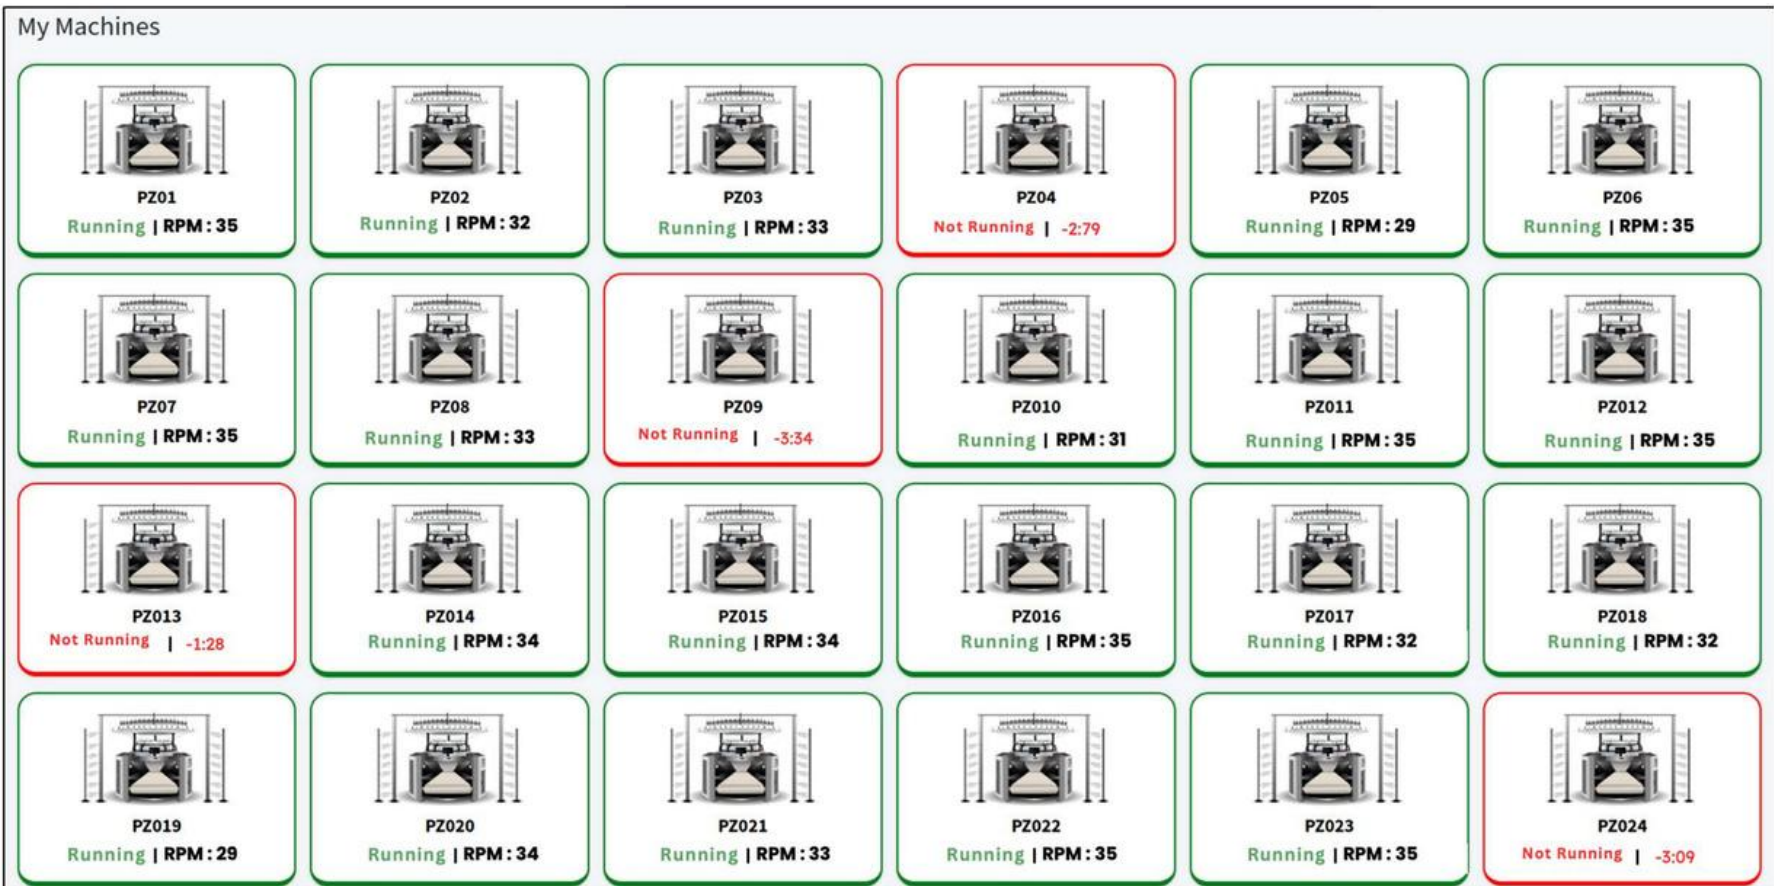 My Machines
PZ01
Running | RPM : 35
PZ02
Running | RPM : 32
PZ03
Running | RPM : 33
PZ04
Not Running | -2:79
PZ05
Running | RPM : 29
PZ06
Running | RPM : 35
PZ07
Running | RPM : 35
PZ08
Running | RPM : 33
PZ09
Not Running | -3:34
PZ010
Running | RPM : 31
PZ011
Running | RPM : 35
PZ012
Running | RPM : 35
PZ013
Not Running | -1:28
PZ014
Running | RPM : 34
PZ015
Running | RPM : 34
PZ016
Running | RPM : 35
PZ017
Running | RPM : 32
PZ018
Running | RPM : 32
PZ019
Running | RPM : 29
PZ020
Running | RPM : 34
PZ021
Running | RPM : 33
PZ022
Running | RPM : 35
PZ023
Running | RPM : 35
PZ024
Not Running | -3:09